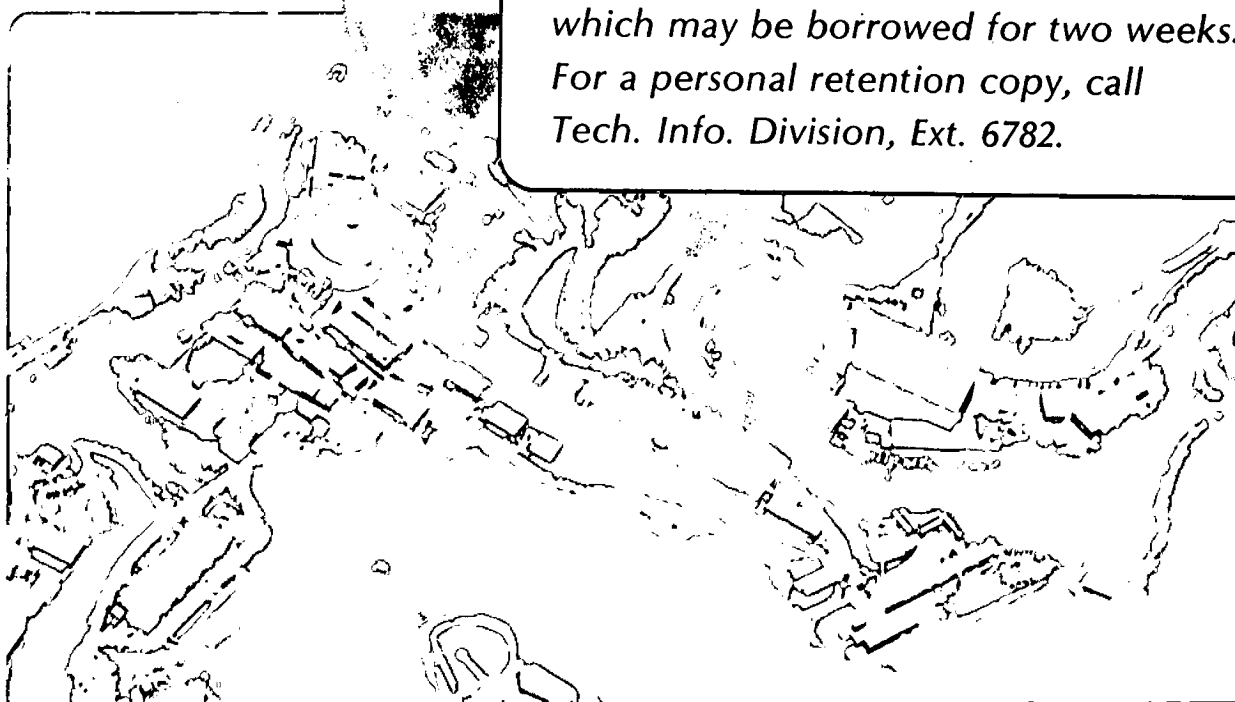 which may be borrowed for two weeks.
For a personal retention copy, call
Tech. Info. Division, Ext. 6782.